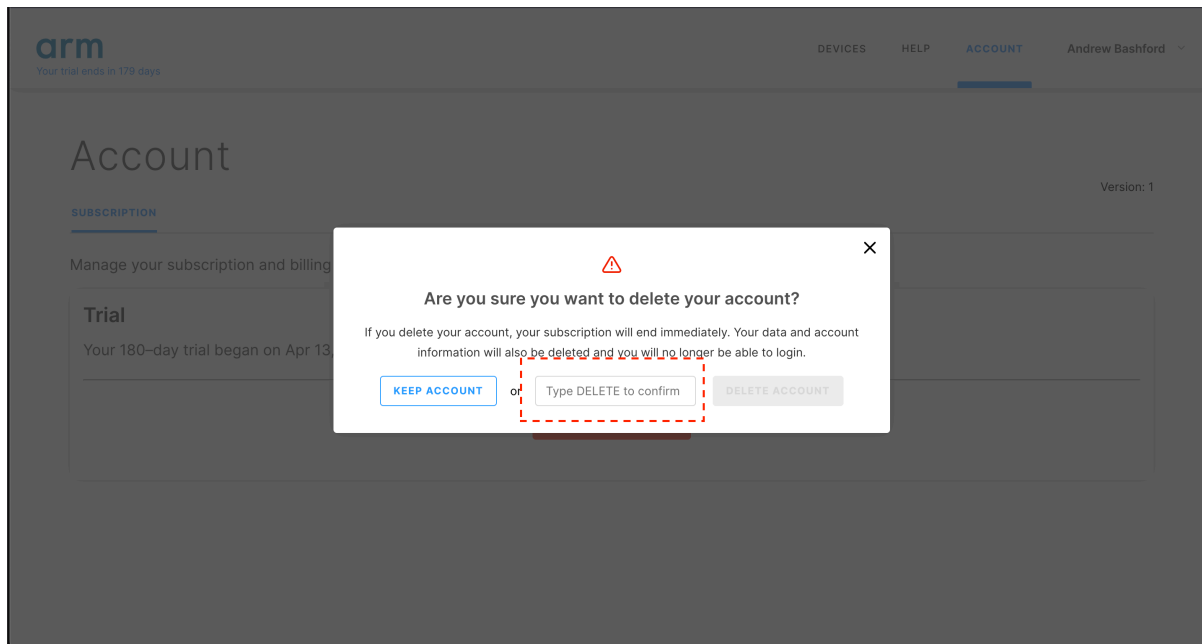 arm
Your trial ends in 179 days
DEVICES HELP ACCOUNT Andrew Bashford
Account
Version: 1
SUBSCRIPTION
Manage your subscription and billing
Trial
Your 180–day trial began on Apr 13,
Are you sure you want to delete your account?
If you delete your account, your subscription will end immediately. Your data and account
information will also be deleted and you will no longer be able to login.
KEEP ACCOUNT or Type DELETE to confirm DELETE ACCOUNT